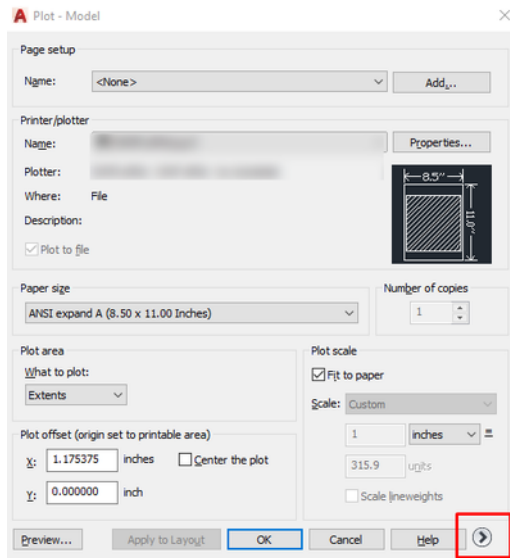 Plot - Model
Page setup
Name: <None> Add...
Printer/plotter
Name: Properties...
Plotter:
Where: File
Description:
Plot to file
8.5"
11.0"
Paper size
ANSI expand A (8.50 x 11.00 Inches)
Number of copies
1
Plot area
What to plot:
Extents
Plot scale
Fit to paper
Scale: Custom
1 inches =
315.9 units
Scale lineweights
Plot offset (origin set to printable area)
X: 1.175375 inches Center the plot
Y: 0.000000 inch
Preview... Apply to Layout OK Cancel Help